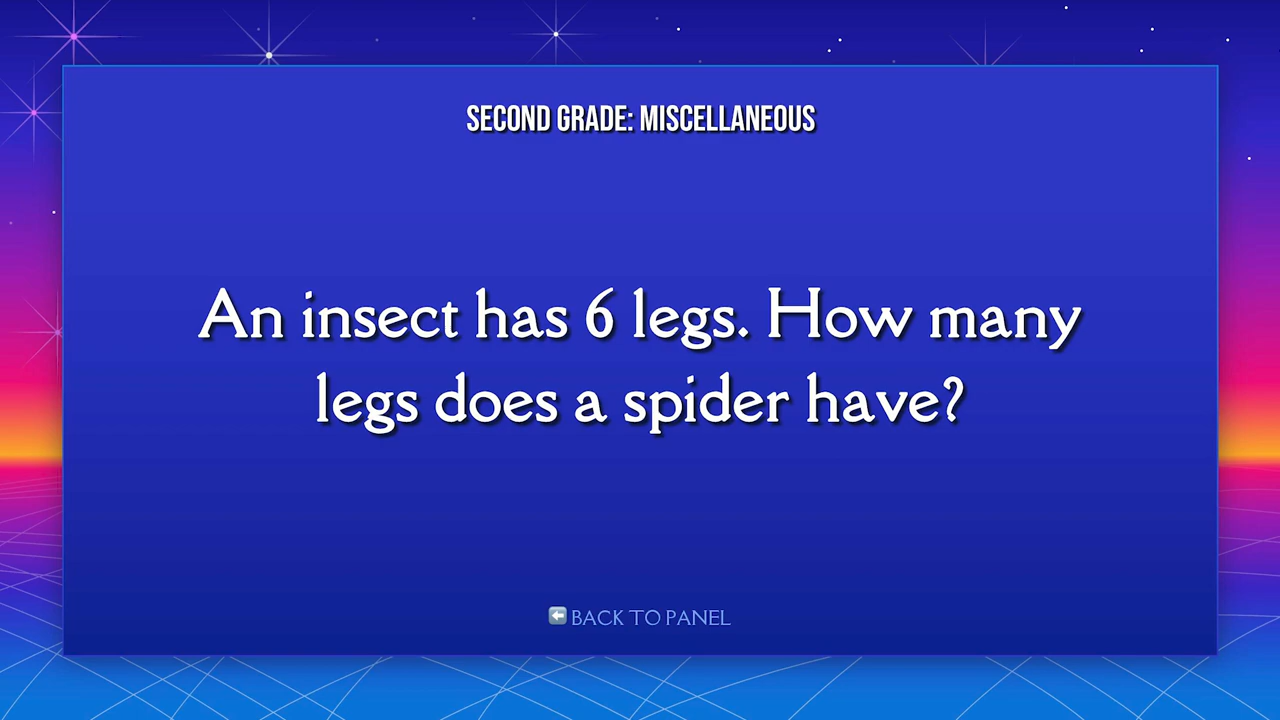 SECOND GRADE: MISCELLANEOUS
An insect has 6 legs. How many
legs does a spider have?
BACK TO PANEL